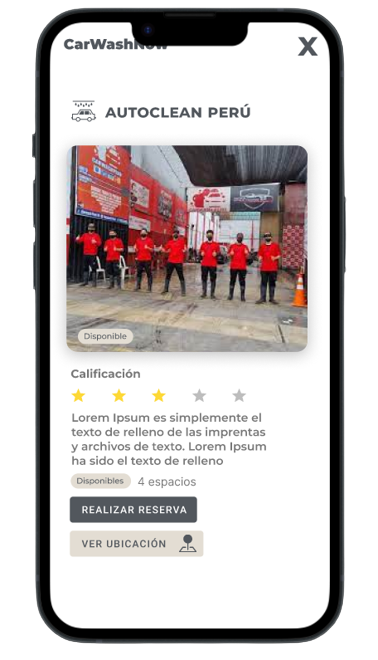 CarWashNow
X
AUTOCLEAN PERÚ
Disponible
Calificación
Lorem Ipsum es simplemente el
texto de relleno de las imprentas
y archivos de texto. Lorem Ipsum
ha sido el texto de relleno
Disponibles 4 espacios
REALIZAR RESERVA
VER UBICACIÓN